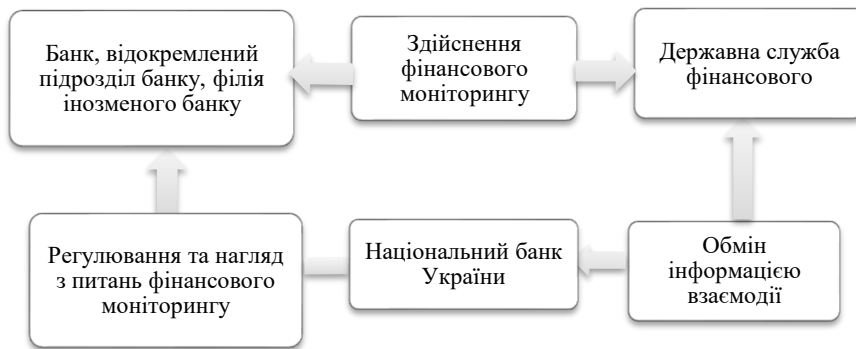 Банк, відокремлений
підрозділ банку, філія
інозменого банку
Здійснення
фінансового
моніторингу
Державна служба
фінансового
Регулювання та нагляд
з питань фінансового
моніторингу
Національний банк
України
Обмін
інформацією
взаємодії